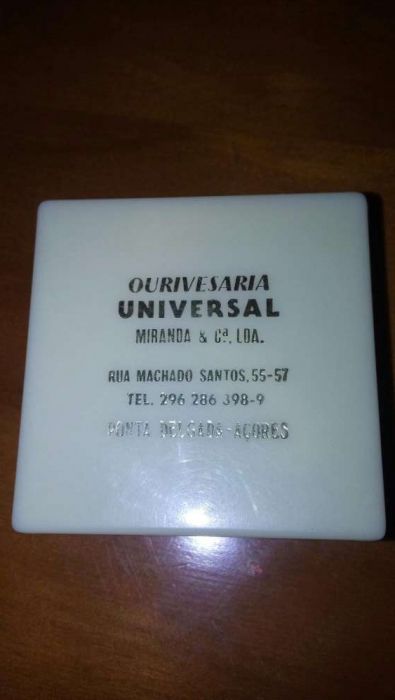 OURIVESARIA
UNIVERSAL
MIRANDA & Cª, LDA.
RUA MACHADO SANTOS, 55-57
TEL. 296 286 398-9
PONTA DELGADA-AÇORES